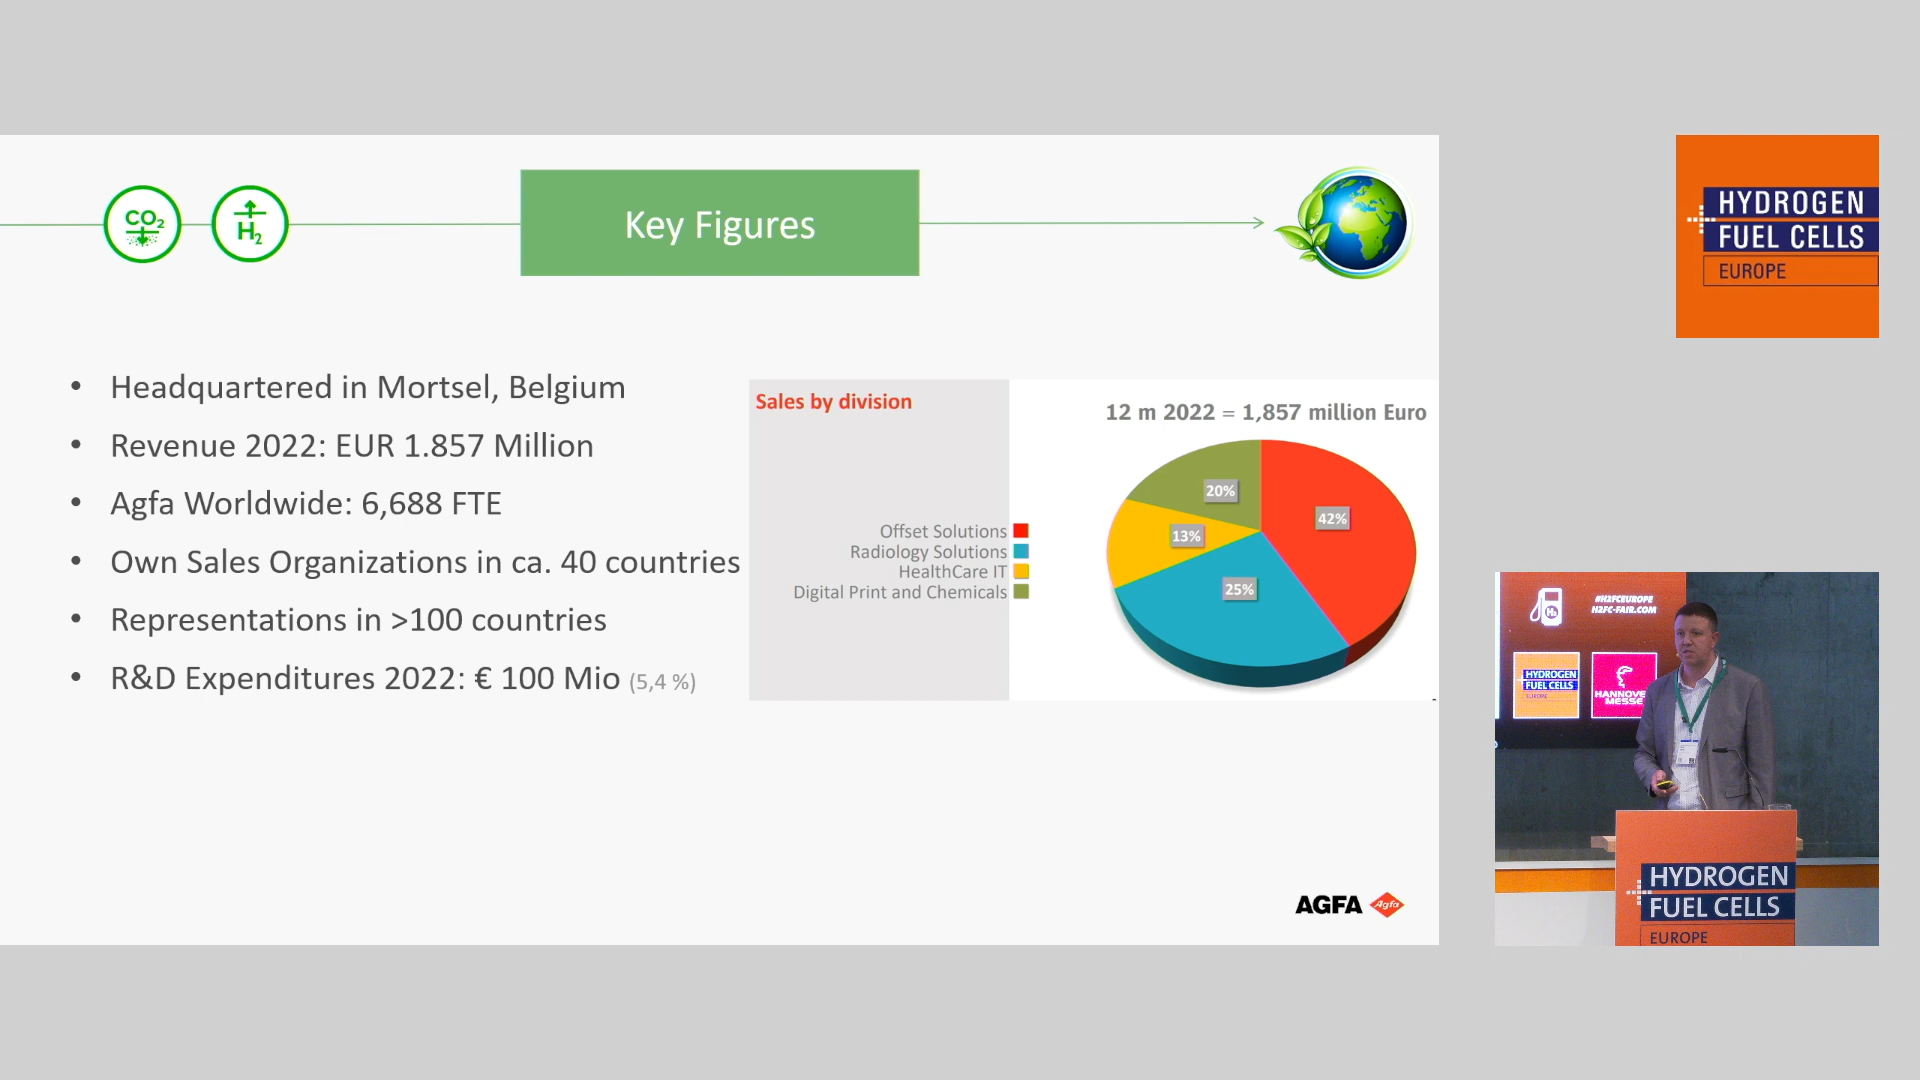 CO2
H2
Key Figures
• Headquartered in Mortsel, Belgium
• Revenue 2022: EUR 1.857 Million
• Agfa Worldwide: 6,688 FTE
• Own Sales Organizations in ca. 40 countries
• Representations in >100 countries
• R&D Expenditures 2022: € 100 Mio (5,4 %)
Sales by division
12 m 2022 = 1,857 million Euro
Offset Solutions
Radiology Solutions
HealthCare IT
Digital Print and Chemicals
20%
42%
13%
25%
AGFA Agfa
HYDROGEN
FUEL CELLS
EUROPE
H2
#H2FCEUROPE
H2FC-FAIR.COM
HYDROGEN
FUEL CELLS
EUROPE
HANNOVE
MESSE
HYDROGEN
FUEL CELLS
EUROPE